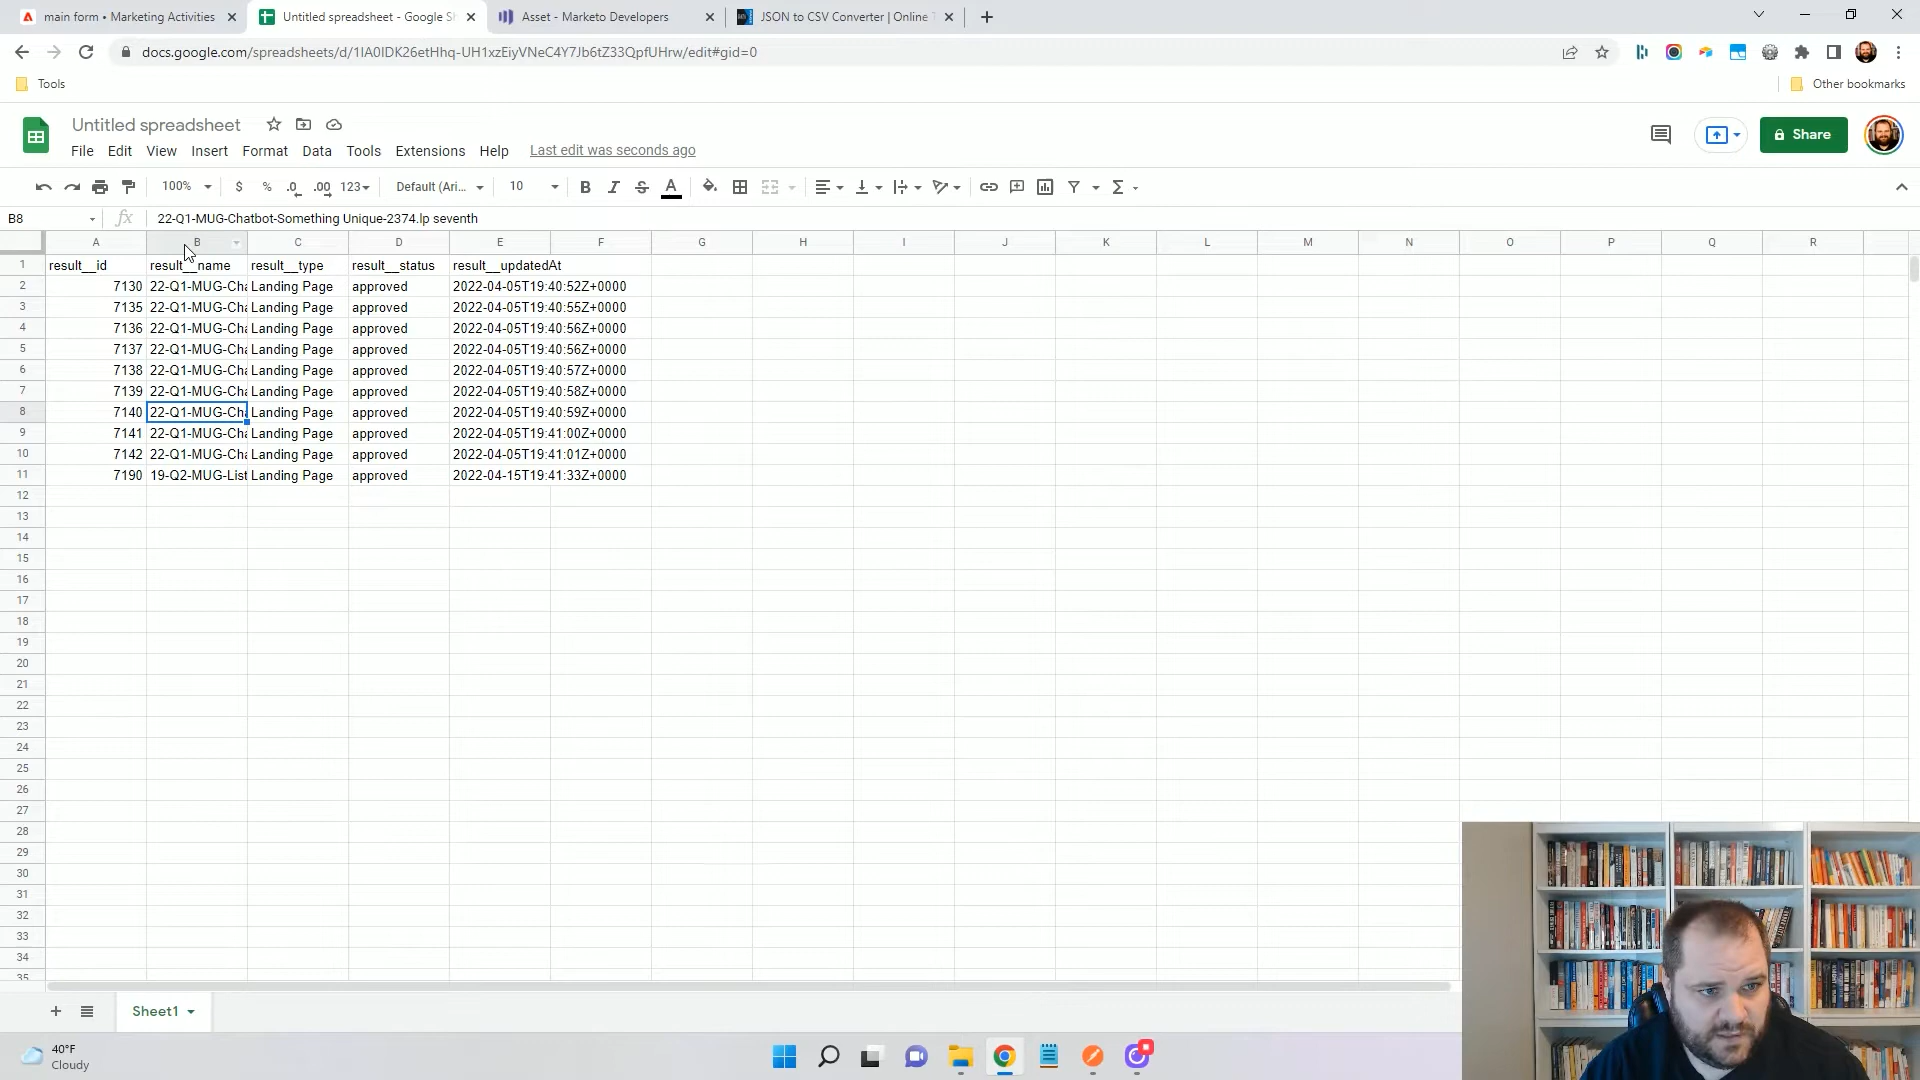 main form • Marketing Activities
Untitled spreadsheet - Google Sh
Asset - Marketo Developers
JSON to CSV Converter | Online T
docs.google.com/spreadsheets/d/1IA0IDK26etHhq-UH1xzEiyVNeC4Y7Jb6tZ33QpfUHrw/edit#gid=0
Tools
Other bookmarks
Untitled spreadsheet
File Edit View Insert Format Data Tools Extensions Help Last edit was seconds ago
Share
100% $ % .0 .00 123 Default (Ari... 10 B I S A
B8 fx 22-Q1-MUG-Chatbot-Something Unique-2374.lp seventh
A B C D E F G H I J K L M N O P Q R
1 result__id result__name result__type result__status result__updatedAt
2 7130 22-Q1-MUG-Cha Landing Page approved 2022-04-05T19:40:52Z+0000
3 7135 22-Q1-MUG-Cha Landing Page approved 2022-04-05T19:40:55Z+0000
4 7136 22-Q1-MUG-Cha Landing Page approved 2022-04-05T19:40:56Z+0000
5 7137 22-Q1-MUG-Cha Landing Page approved 2022-04-05T19:40:56Z+0000
6 7138 22-Q1-MUG-Cha Landing Page approved 2022-04-05T19:40:57Z+0000
7 7139 22-Q1-MUG-Cha Landing Page approved 2022-04-05T19:40:58Z+0000
8 7140 22-Q1-MUG-Cha Landing Page approved 2022-04-05T19:40:59Z+0000
9 7141 22-Q1-MUG-Cha Landing Page approved 2022-04-05T19:41:00Z+0000
10 7142 22-Q1-MUG-Cha Landing Page approved 2022-04-05T19:41:01Z+0000
11 7190 19-Q2-MUG-List Landing Page approved 2022-04-15T19:41:33Z+0000
12
13
14
15
16
17
18
19
20
21
22
23
24
25
26
27
28
29
30
31
32
33
34
35
Sheet1
40°F
Cloudy